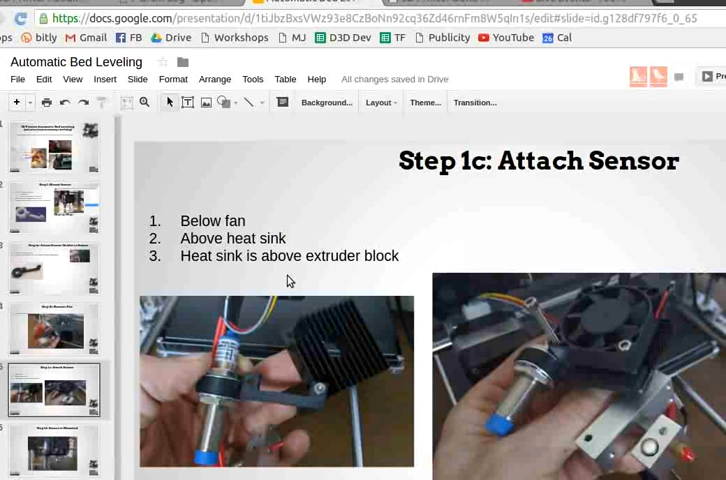 https://docs.google.com/presentation/d/1tiJbzBxsVWz93e8CzBoNn92cq36Zd46rnFm8W5qIn1s/edit#slide=id.g128df797f6_0_65
ps bitly Gmail FB Drive Workshops MJ D3D Dev TF Publicity YouTube Cal
Automatic Bed Leveling
File Edit View Insert Slide Format Arrange Tools Table Help All changes saved in Drive
Background... Layout Theme... Transition...
Step 1c: Attach Sensor
1. Below fan
2. Above heat sink
3. Heat sink is above extruder block